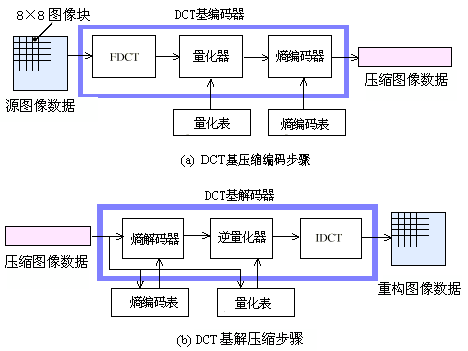 8×8图像块
DCT基编码器
FDCT
量化器
熵编码器
源图像数据
压缩图像数据
量化表
熵编码表
(a) DCT基压缩编码步骤
DCT基解码器
熵解码器
逆量化器
IDCT
压缩图像数据
重构图像数据
熵编码表
量化表
(b) DCT基解压缩步骤